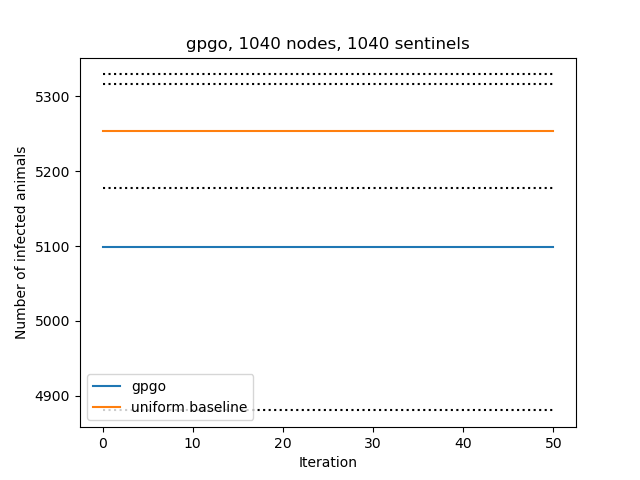 gpgo, 1040 nodes, 1040 sentinels
Number of infected animals
5300
5200
5100
5000
4900
gpgo
uniform baseline
0 10 20 30 40 50
Iteration